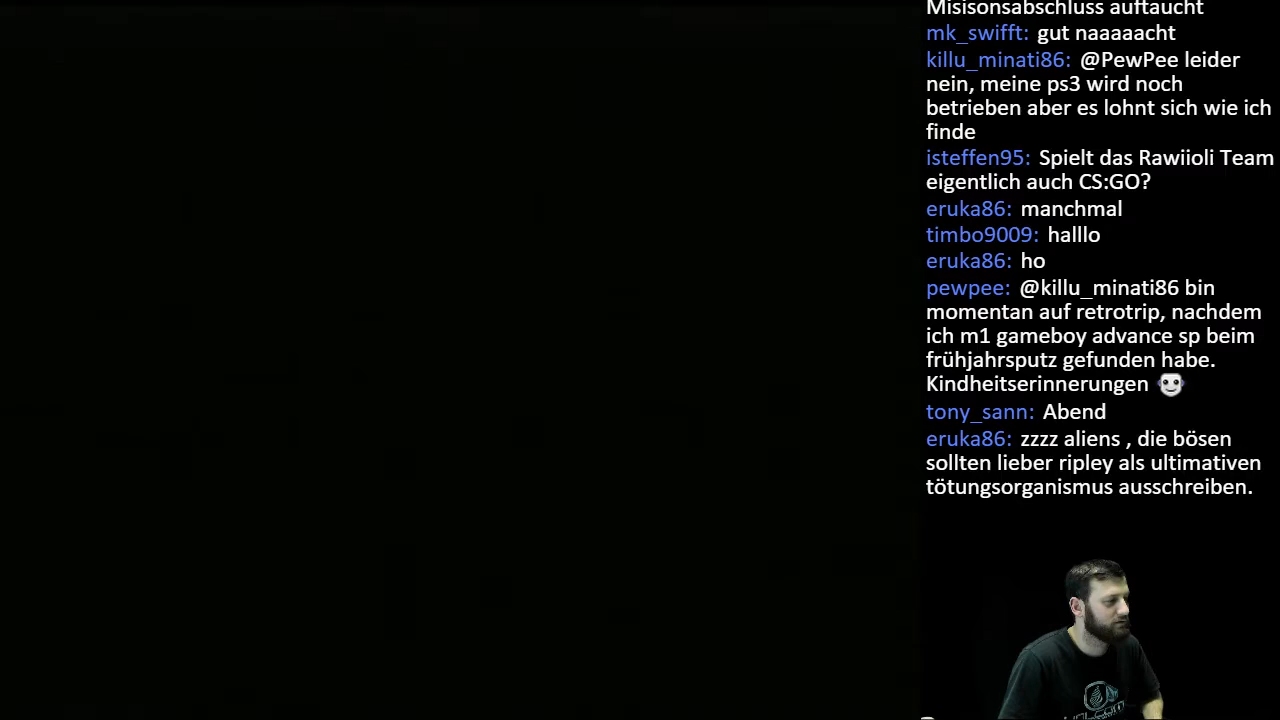 Misisonsabschluss auftaucht
mk_swifft: gut naaaaacht
killu_minati86: @PewPee leider
nein, meine ps3 wird noch
betrieben aber es lohnt sich wie ich
finde
isteffen95: Spielt das Rawiioli Team
eigentlich auch CS:GO?
eruka86: manchmal
timbo9009: halllo
eruka86: ho
pewpee: @killu_minati86 bin
momentan auf retrotrip, nachdem
ich m1 gameboy advance sp beim
frühjahrsputz gefunden habe.
Kindheitserinnerungen
tony_sann: Abend
eruka86: zzzz aliens , die bösen
sollten lieber ripley als ultimativen
tötungsorganismus ausschreiben.